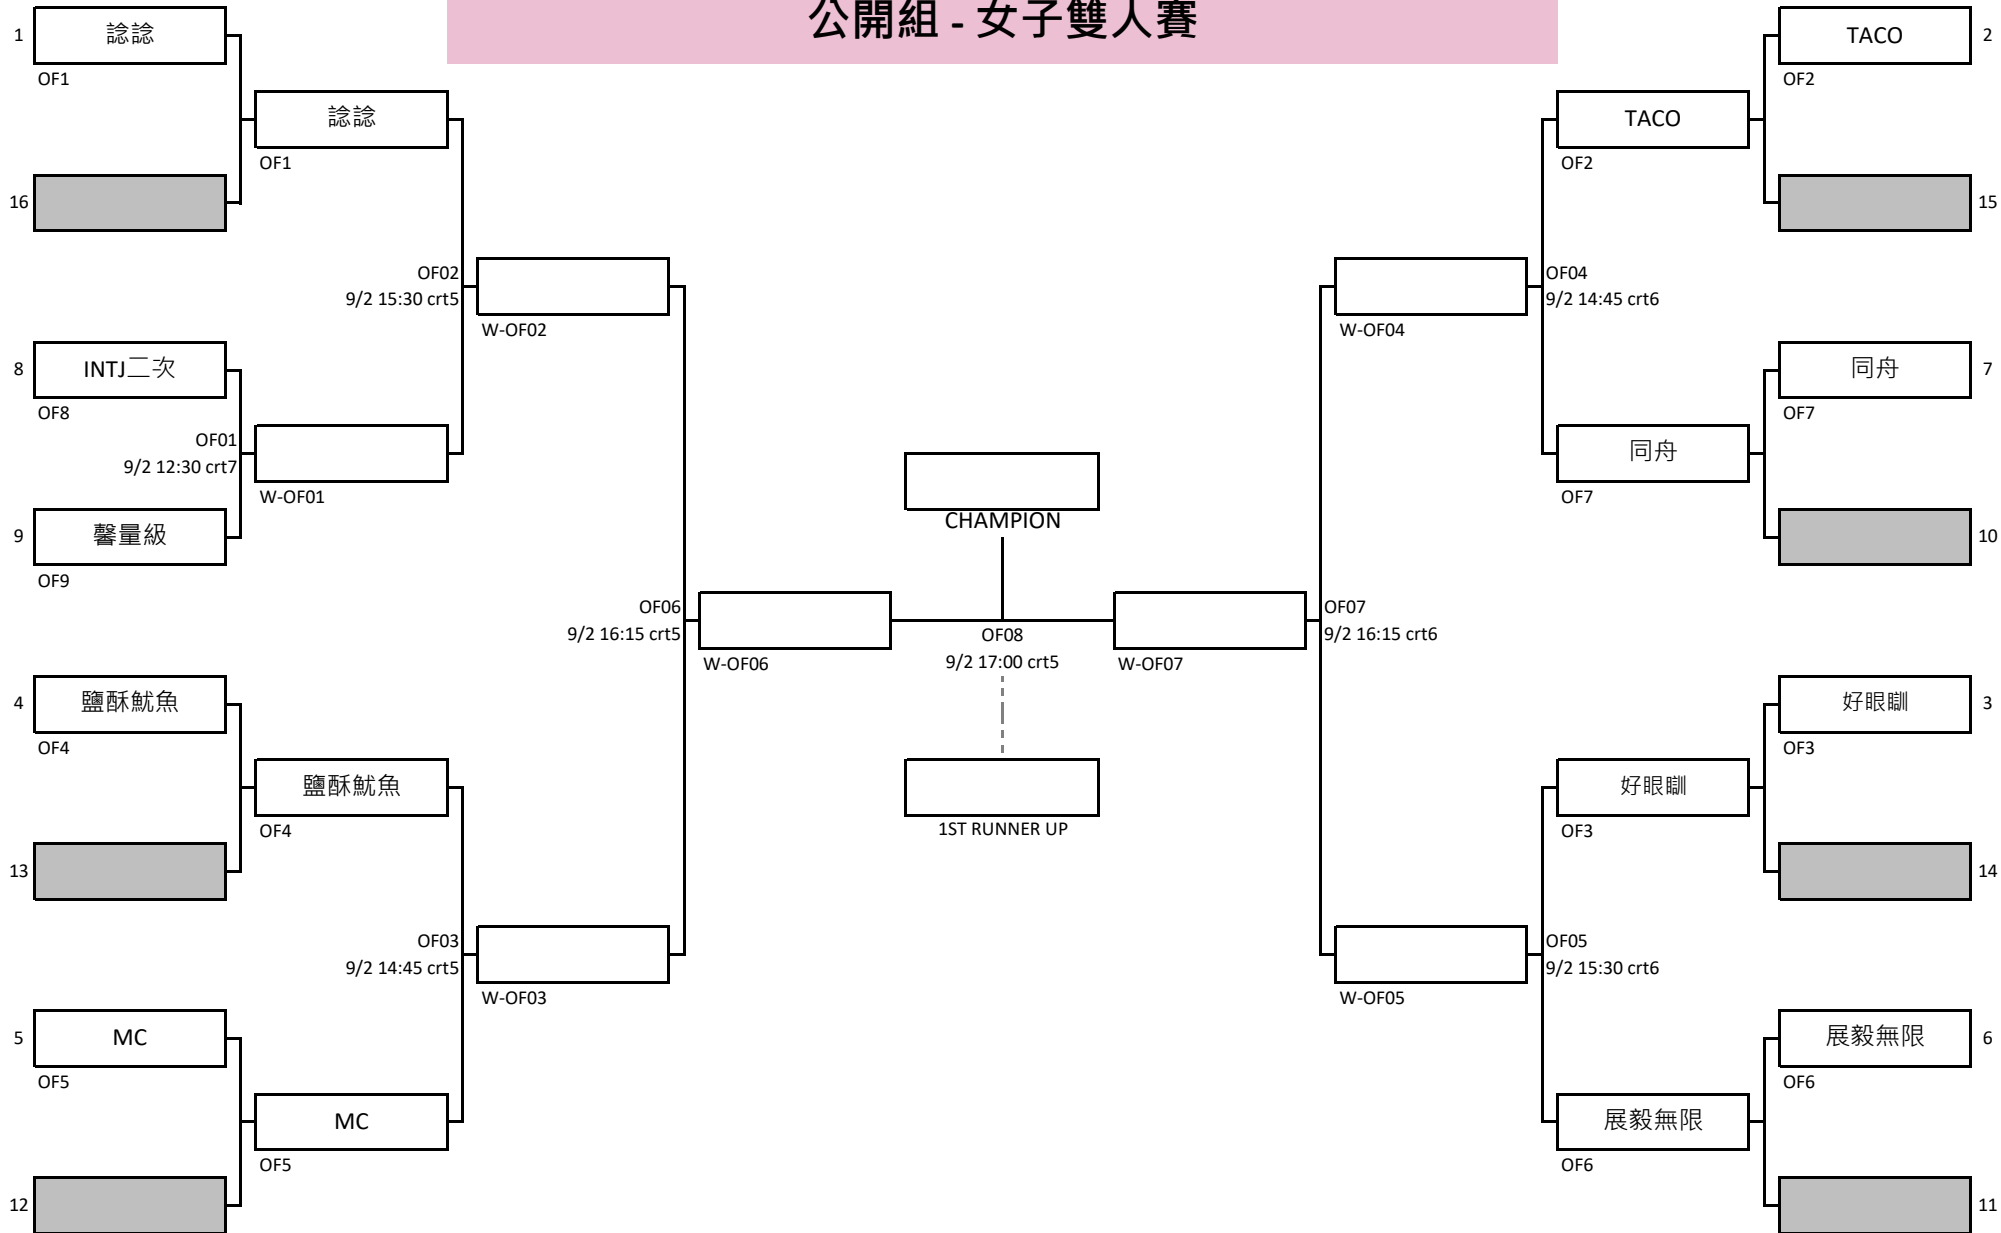 公開組 - 女子雙人賽
1
諗諗
OF1
諗諗
OF1
16
OF02
9/2 15:30 crt5
W-OF02
8
INTJ二次
OF8
OF01
9/2 12:30 crt7
W-OF01
9
馨量級
OF9
OF06
9/2 16:15 crt5
W-OF06
4
鹽酥魷魚
OF4
鹽酥魷魚
OF4
13
OF03
9/2 14:45 crt5
W-OF03
5
MC
OF5
MC
OF5
12
CHAMPION
OF08
9/2 17:00 crt5
1ST RUNNER UP
TACO
2
OF2
TACO
OF2
15
OF04
9/2 14:45 crt6
W-OF04
同舟
7
OF7
同舟
OF7
10
OF07
9/2 16:15 crt6
W-OF07
好眼瞓
3
OF3
好眼瞓
OF3
14
OF05
9/2 15:30 crt6
W-OF05
展毅無限
6
OF6
展毅無限
OF6
11